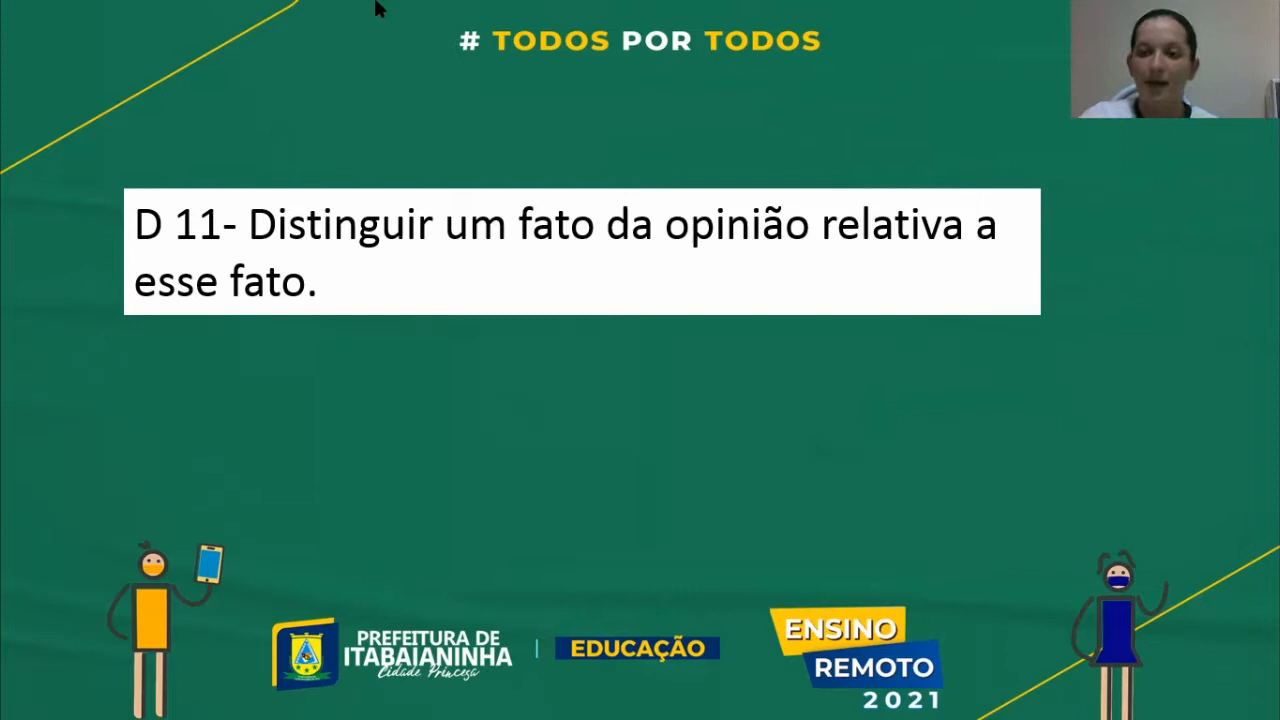 # TODOS POR TODOS
D 11- Distinguir um fato da opinião relativa a
esse fato.
PREFEITURA DE
ITABAIANINHA
Cidade Princesa
EDUCAÇÃO
ENSINO
REMOTO
2021